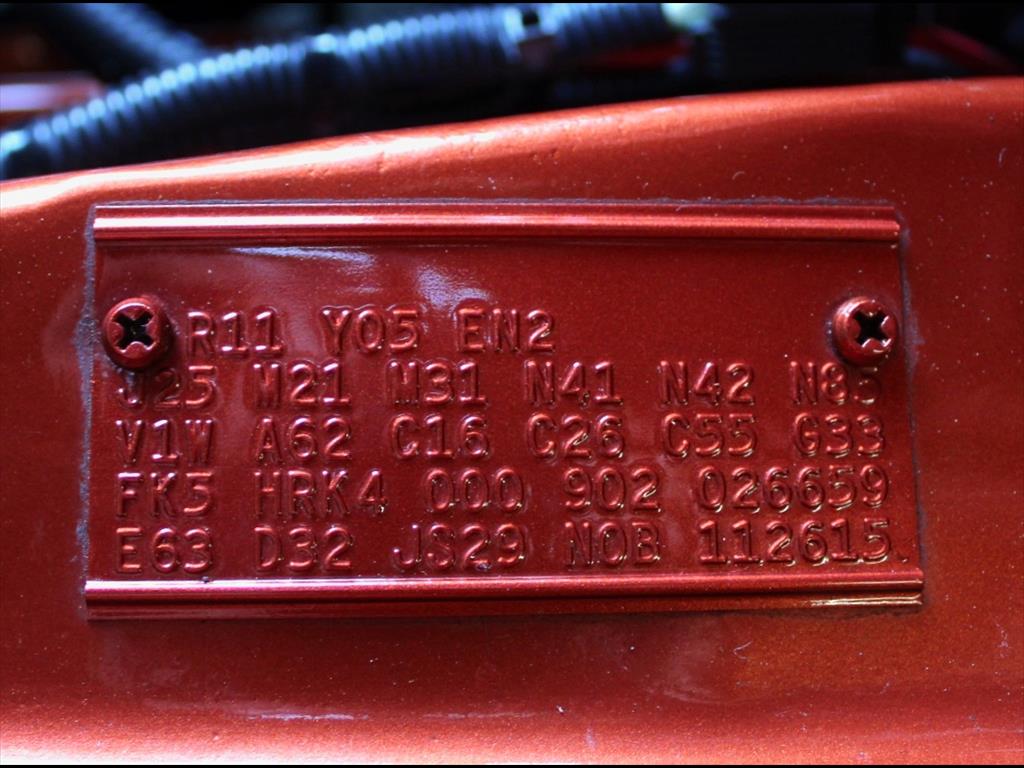 R11 Y05 EN2
J25 M21 M31 N41 N42 N85
V1W A62 C16 C26 C55 G33
FK5 HRK4 000 902 026659
E63 D32 JS29 N0B 112615